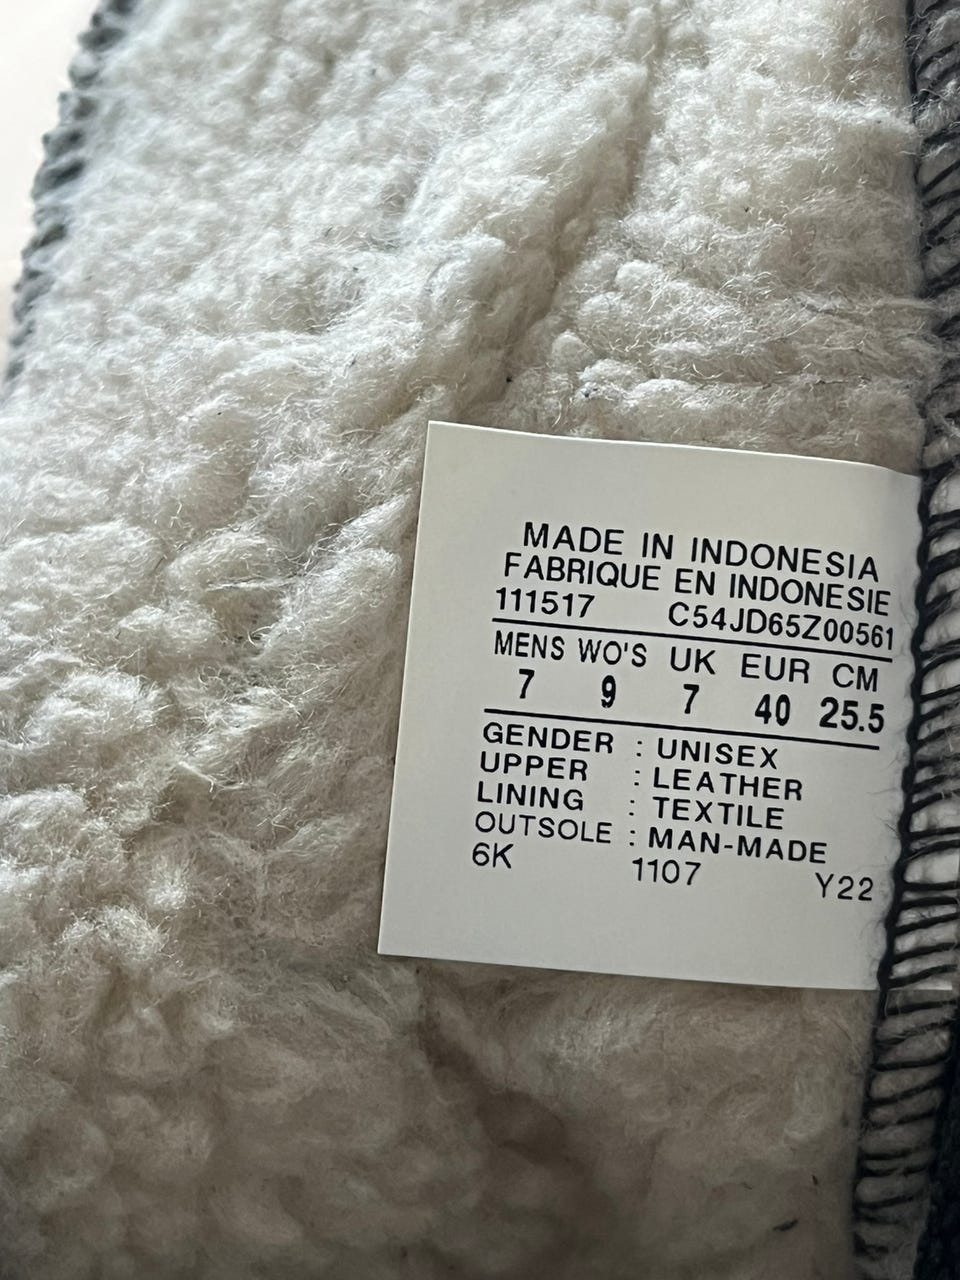 MADE IN INDONESIA
FABRIQUE EN INDONESIE
111517 C54JD65Z00561
MENS WO'S UK EUR CM
7 9 7 40 25.5
GENDER : UNISEX
UPPER : LEATHER
LINING : TEXTILE
OUTSOLE : MAN-MADE
6K 1107 Y22